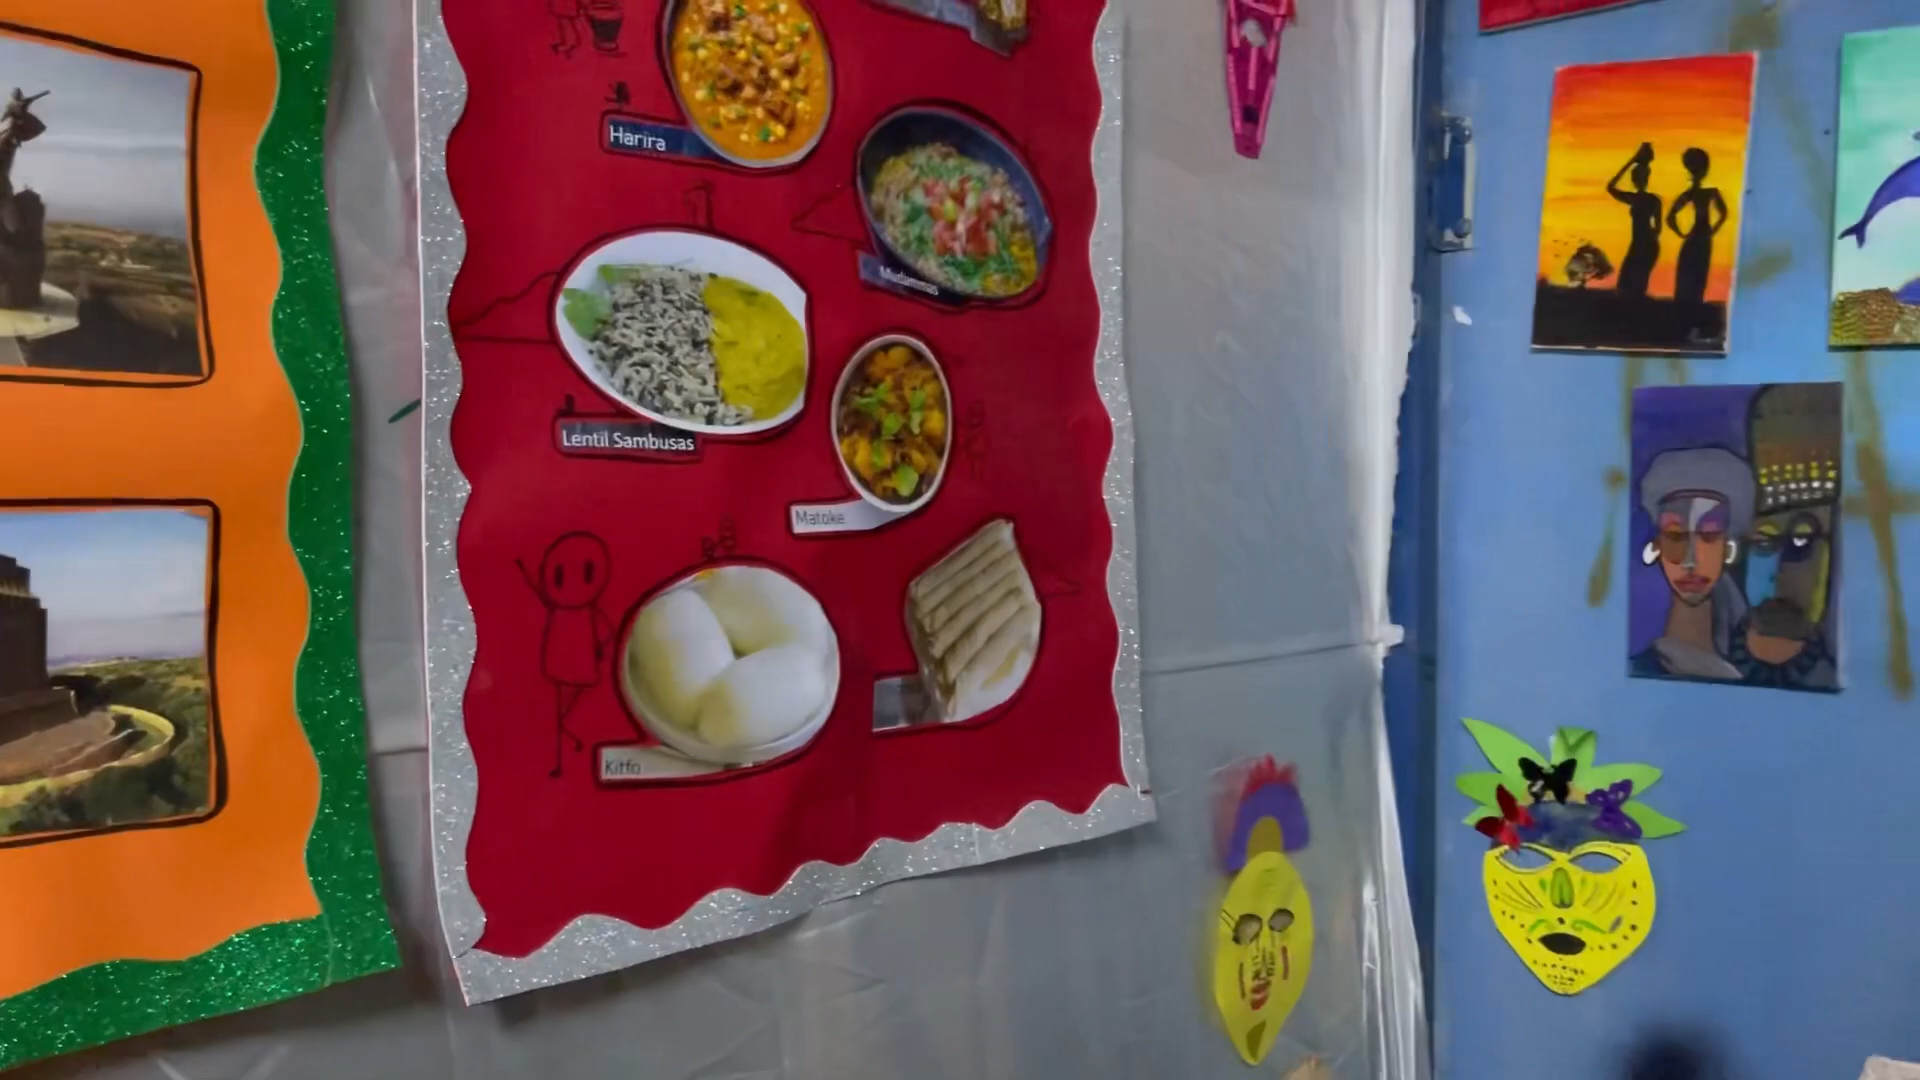 Harira
Mudammas
Lentil Sambusas
Matoke
Kitfo